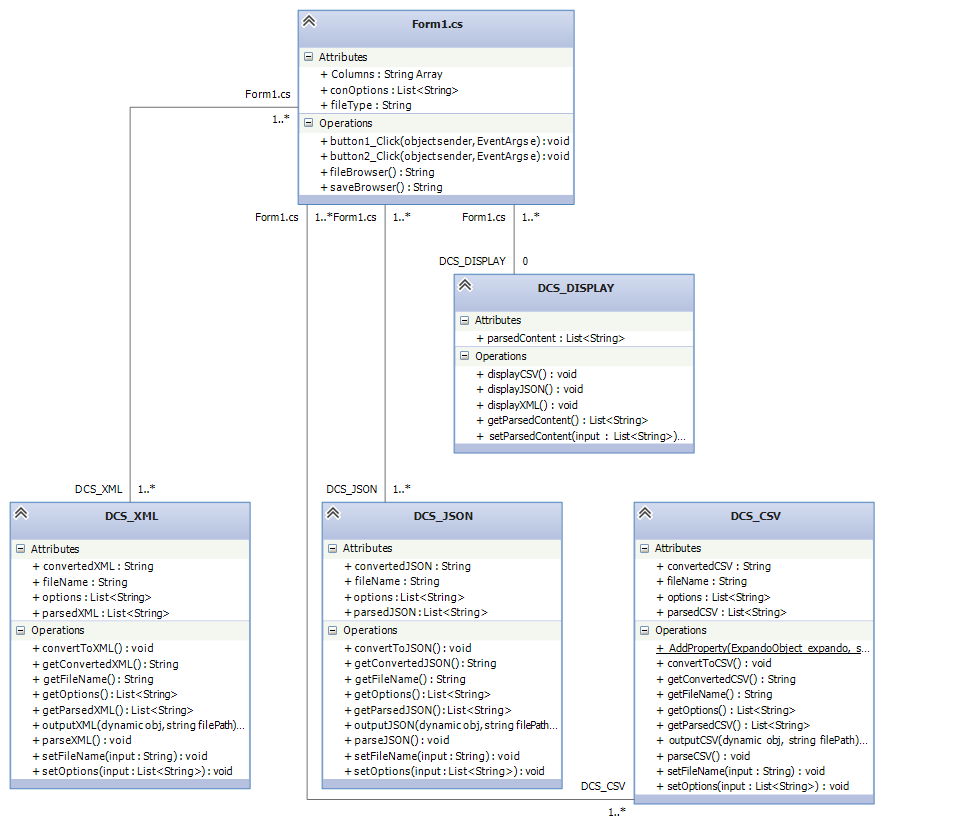 Form1.cs
Attributes
+ Columns : String Array
+ conOptions : List<String>
+ fileType : String
Operations
+ button1_Click(object sender, EventArgs e) : void
+ button2_Click(object sender, EventArgs e) : void
+ fileBrowser() : String
+ saveBrowser() : String
Form1.cs
1..*
Form1.cs
1..*
Form1.cs
1..*
Form1.cs
1..*
DCS_DISPLAY
0
DCS_DISPLAY
Attributes
+ parsedContent : List<String>
Operations
+ displayCSV() : void
+ displayJSON() : void
+ displayXML() : void
+ getParsedContent() : List<String>
+ setParsedContent(input : List<String>)...
DCS_XML
1..*
DCS_JSON
1..*
DCS_XML
Attributes
+ convertedXML : String
+ fileName : String
+ options : List<String>
+ parsedXML : List<String>
Operations
+ convertToXML() : void
+ getConvertedXML() : String
+ getFileName() : String
+ getOptions() : List<String>
+ getParsedXML() : List<String>
+ outputXML(dynamic obj, string filePath)...
+ parseXML() : void
+ setFileName(input : String) : void
+ setOptions(input : List<String>) : void
DCS_JSON
Attributes
+ convertedJSON : String
+ fileName : String
+ options : List<String>
+ parsedJSON : List<String>
Operations
+ convertToJSON() : void
+ getConvertedJSON() : String
+ getFileName() : String
+ getOptions() : List<String>
+ getParsedJSON() : List<String>
+ outputJSON(dynamic obj, string filePath...
+ parseJSON() : void
+ setFileName(input : String) : void
+ setOptions(input : List<String>) : void
DCS_CSV
Attributes
+ convertedCSV : String
+ fileName : String
+ options : List<String>
+ parsedCSV : List<String>
Operations
+ AddProperty(ExpandoObject expando, s...
+ convertToCSV() : void
+ getConvertedCSV() : String
+ getFileName() : String
+ getOptions() : List<String>
+ getParsedCSV() : List<String>
+ outputCSV(dynamic obj, string filePath)...
+ parseCSV() : void
+ setFileName(input : String) : void
+ setOptions(input : List<String>) : void
DCS_CSV
1..*